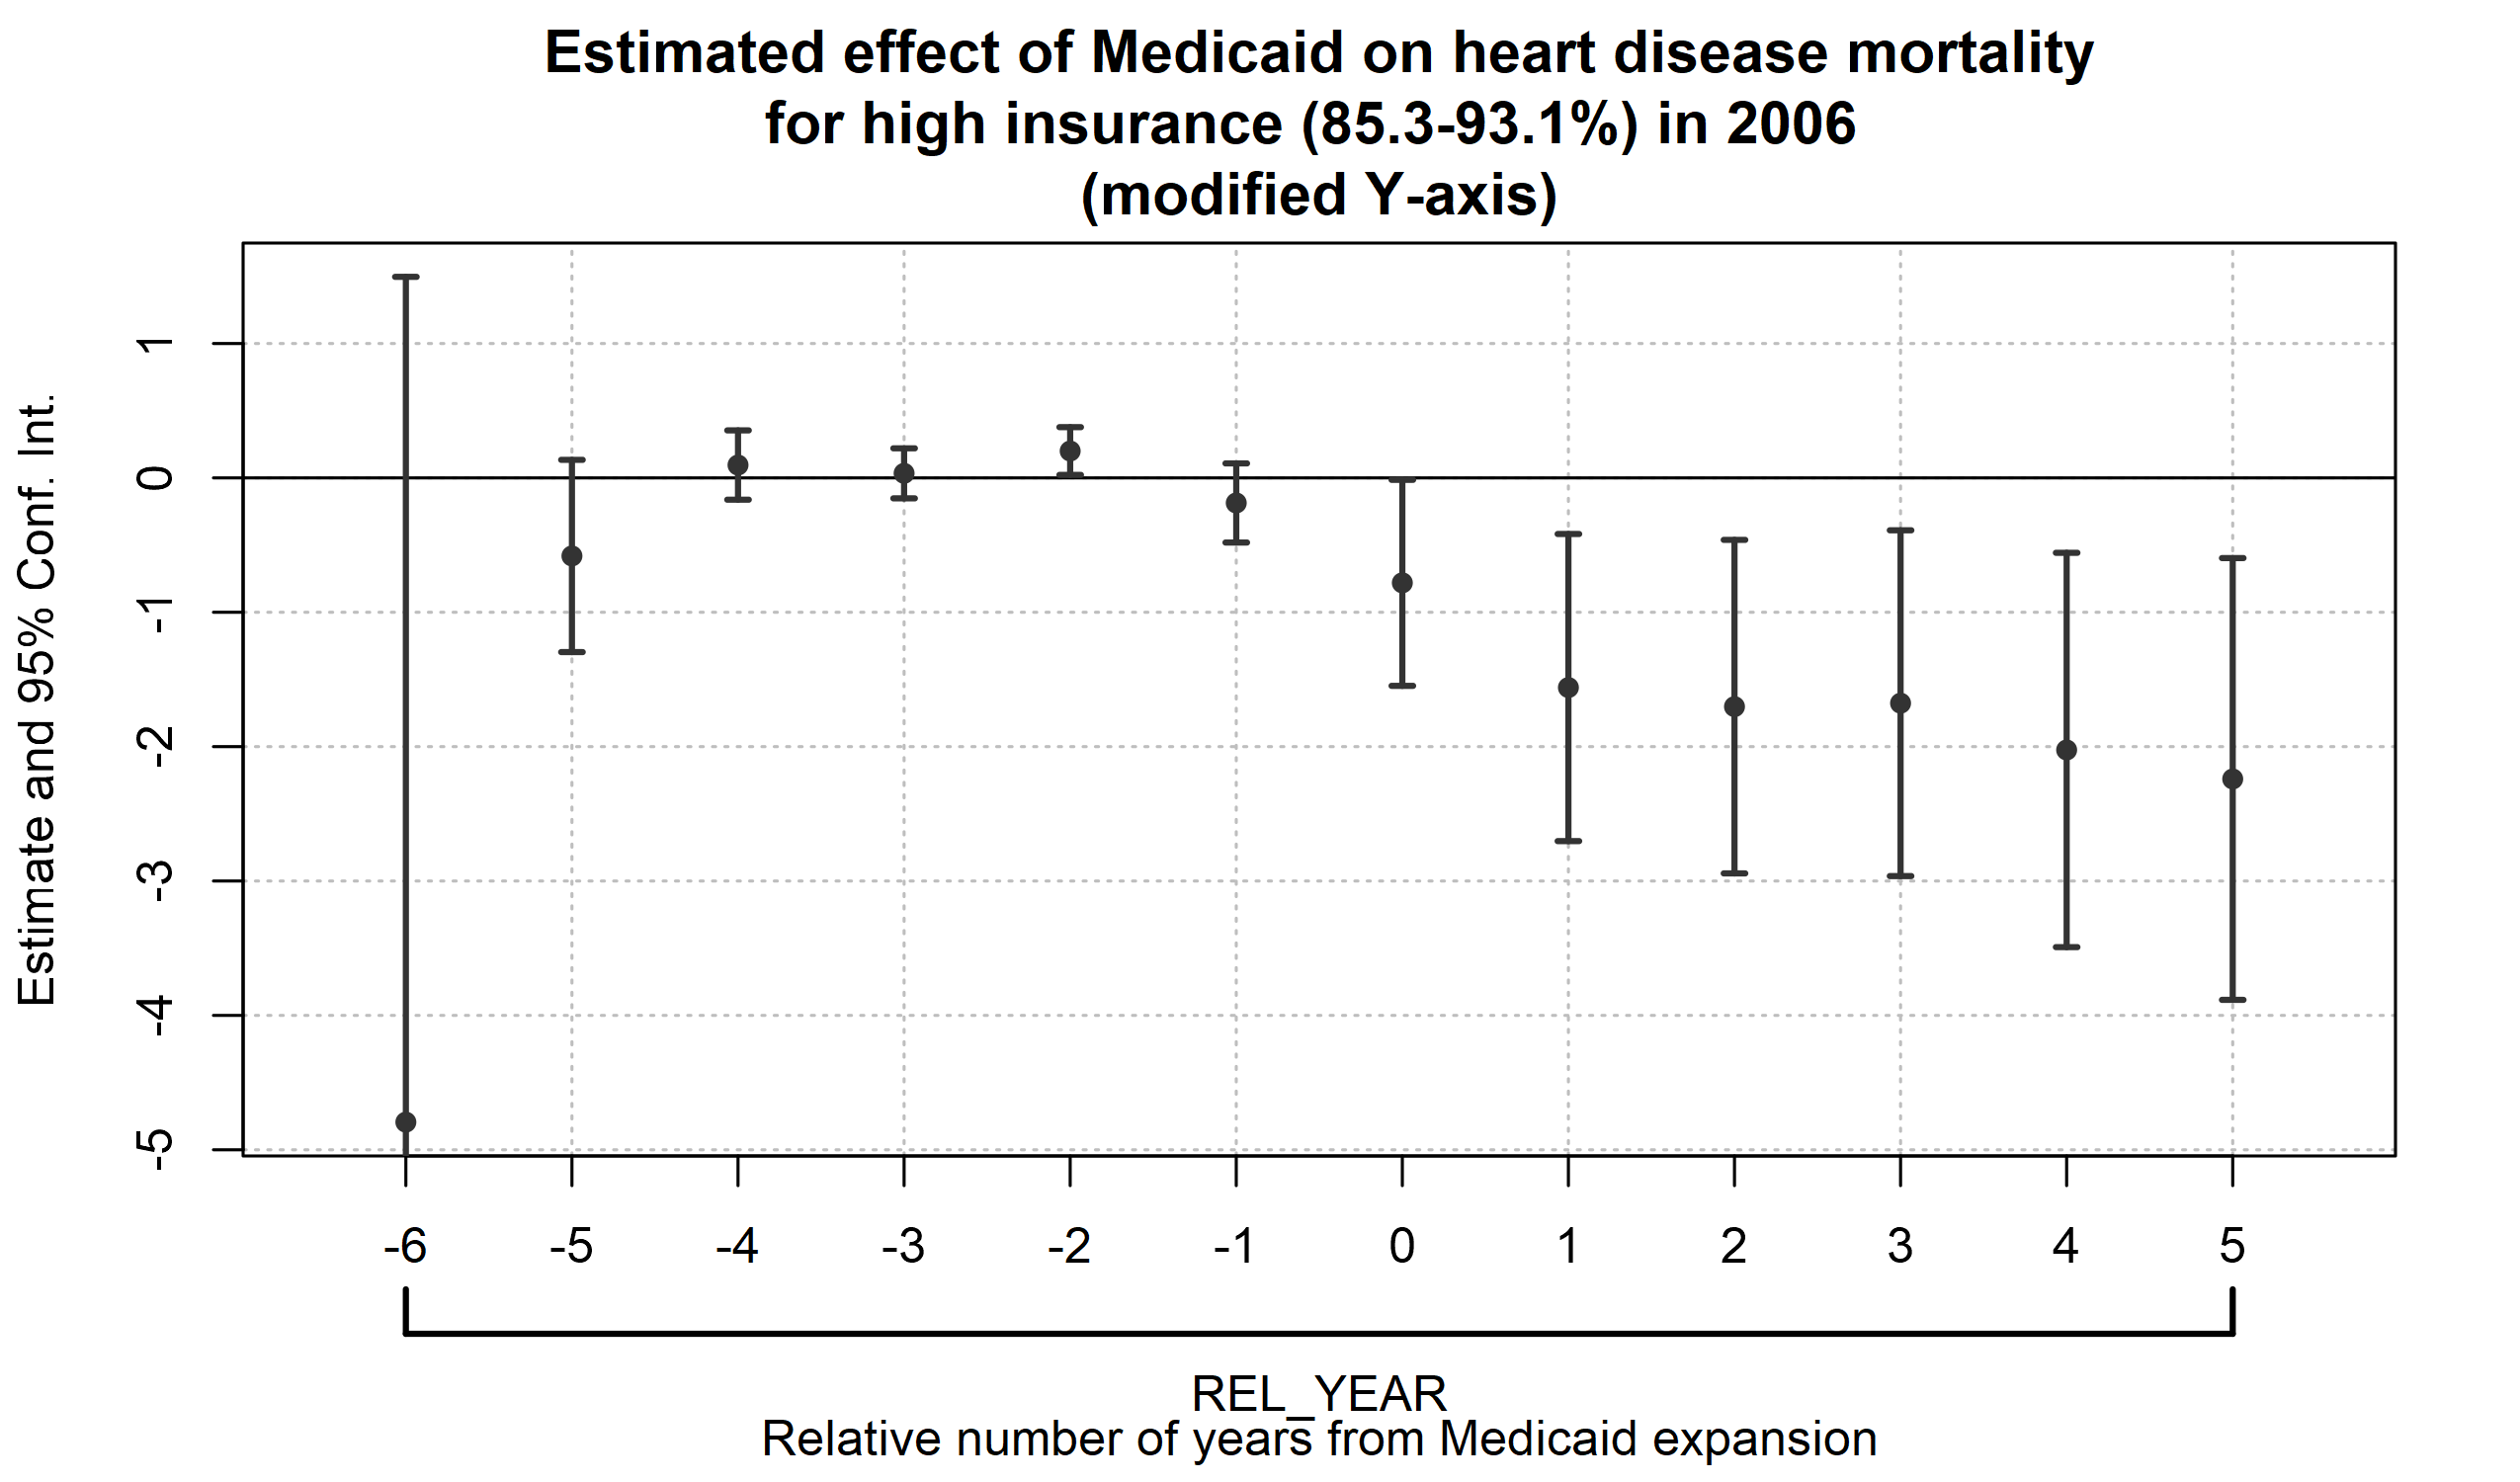 Estimated effect of Medicaid on heart disease mortality
for high insurance (85.3-93.1%) in 2006
(modified Y-axis)
Estimate and 95% Conf. Int.
1
0
-1
-2
-3
-4
-5
-6 -5 -4 -3 -2 -1 0 1 2 3 4 5
REL_YEAR
Relative number of years from Medicaid expansion